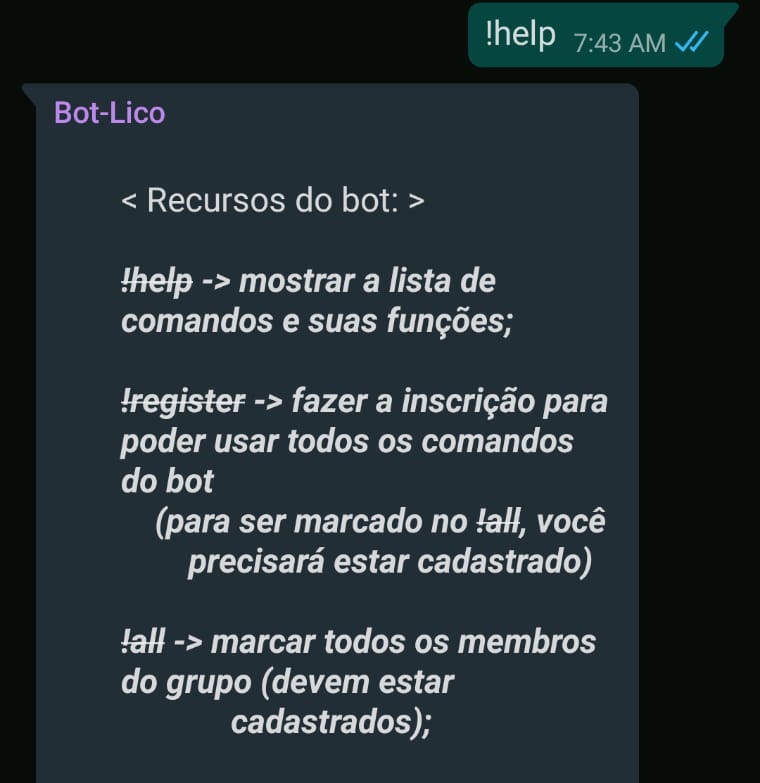 !help 7:43 AM
Bot-Lico
< Recursos do bot: >
!help -> mostrar a lista de
comandos e suas funções;
!register -> fazer a inscrição para
poder usar todos os comandos
do bot
(para ser marcado no !all, você
precisará estar cadastrado)
!all -> marcar todos os membros
do grupo (devem estar
cadastrados);